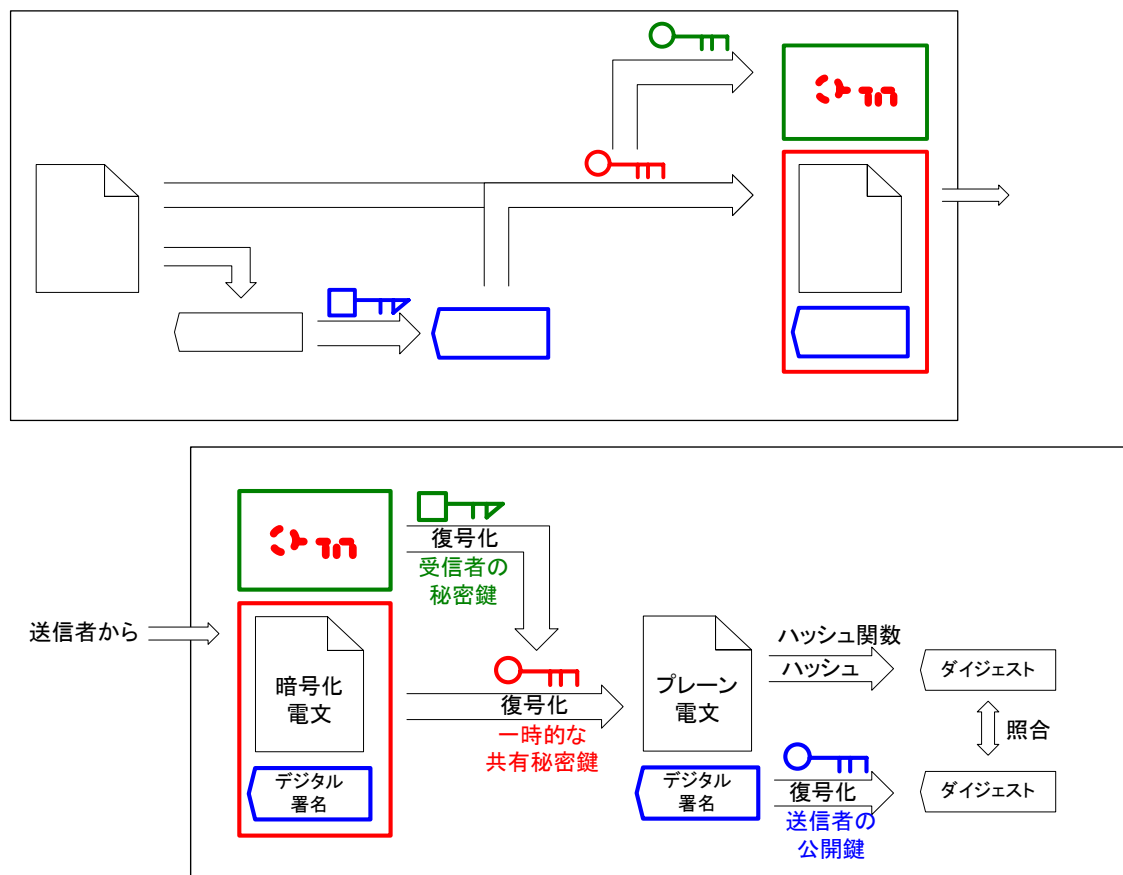 復号化
受信者の
秘密鍵
送信者から
暗号化
電文
デジタル
署名
復号化
一時的な
共有秘密鍵
プレーン
電文
デジタル
署名
ハッシュ関数
ハッシュ
ダイジェスト
照合
復号化
送信者の
公開鍵
ダイジェスト